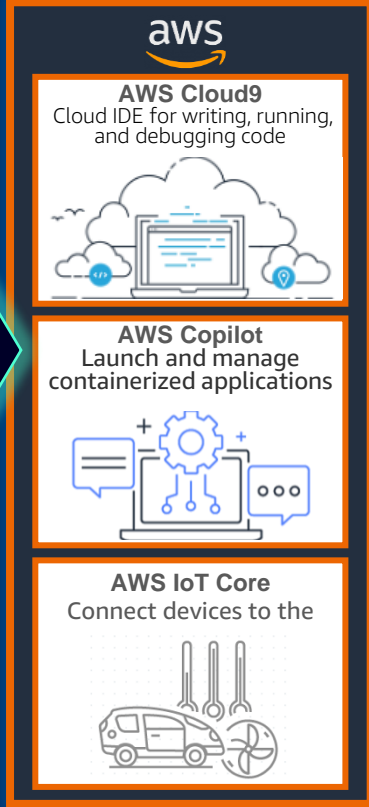 aws
AWS Cloud9
Cloud IDE for writing, running,
and debugging code
</>
AWS Copilot
Launch and manage
containerized applications
AWS IoT Core
Connect devices to the